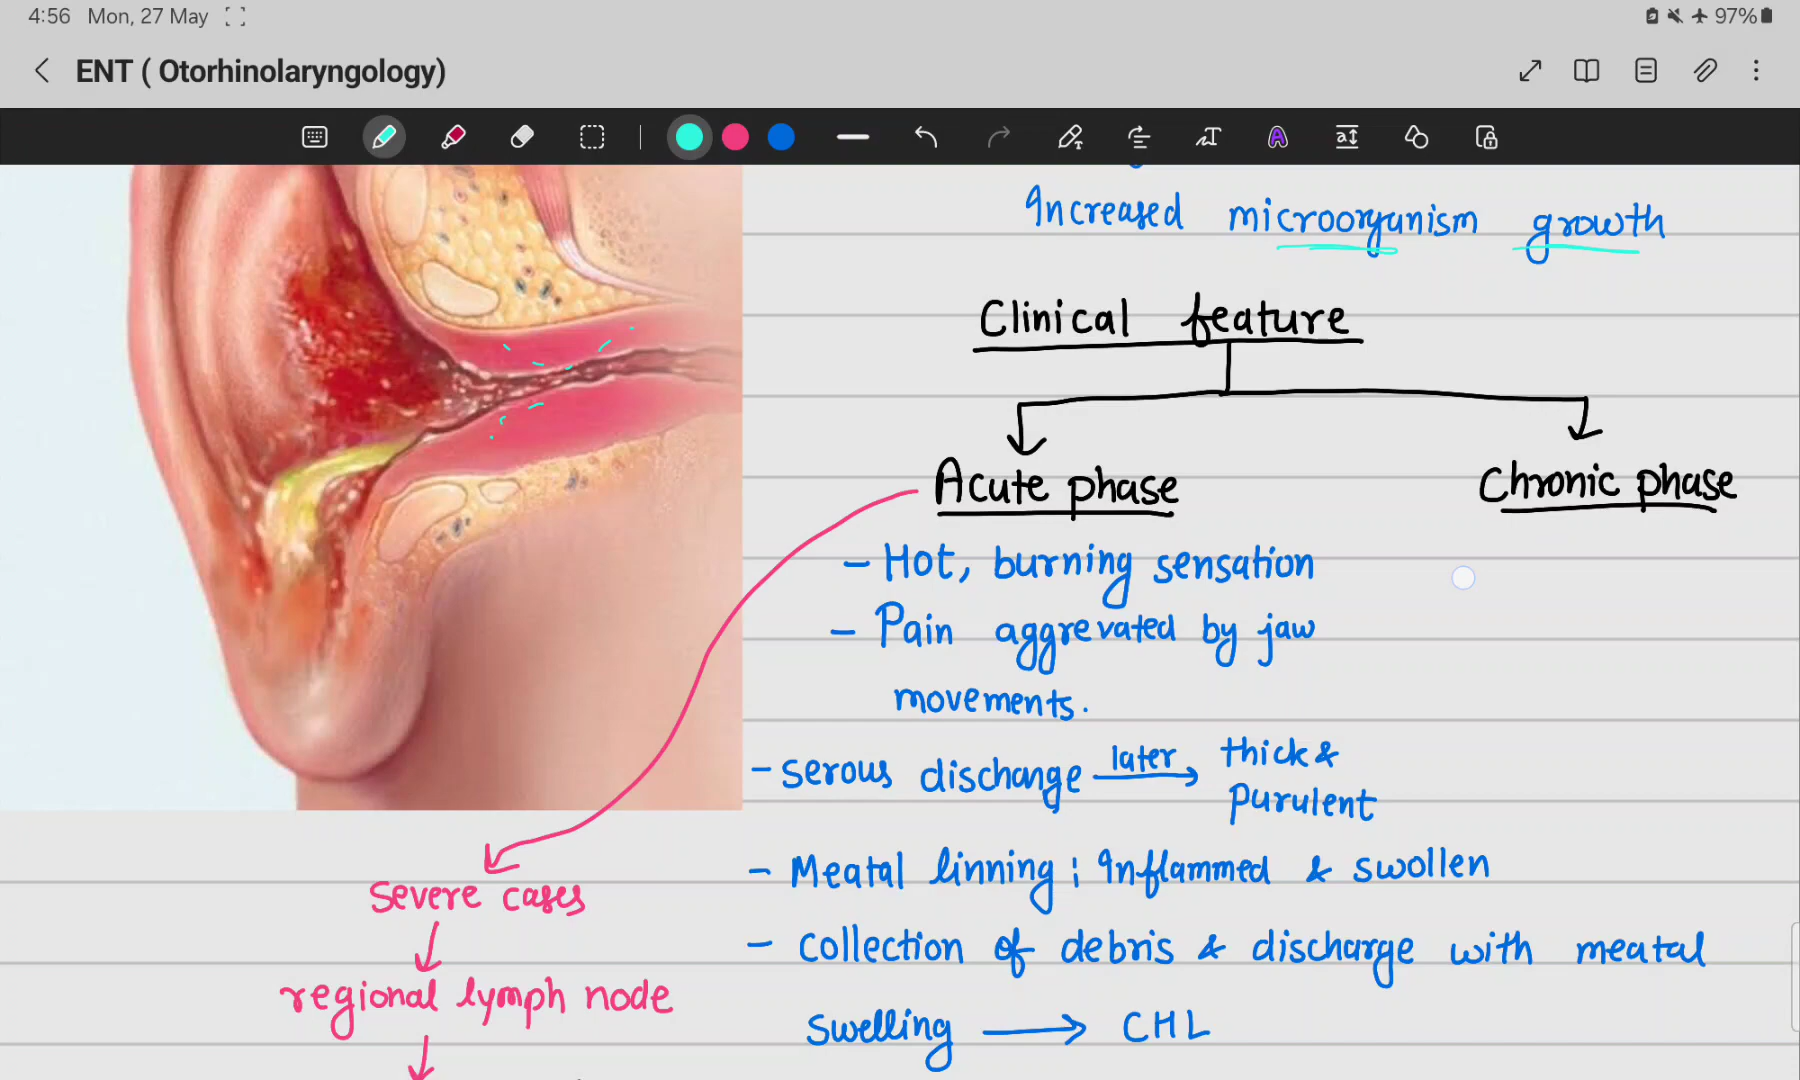 4:56 Mon, 27 May 97%
ENT ( Otorhinolaryngology)
Increased microorganism growth
Clinical feature
Acute phase Chronic phase
- Hot, burning sensation
- Pain aggrevated by jaw
movements.
- Serous discharge later thick &
purulent
- Meatal linning : Inflammed & swollen
- Collection of debris & discharge with meatal
swelling → CHL
Severe cases
regional lymph node